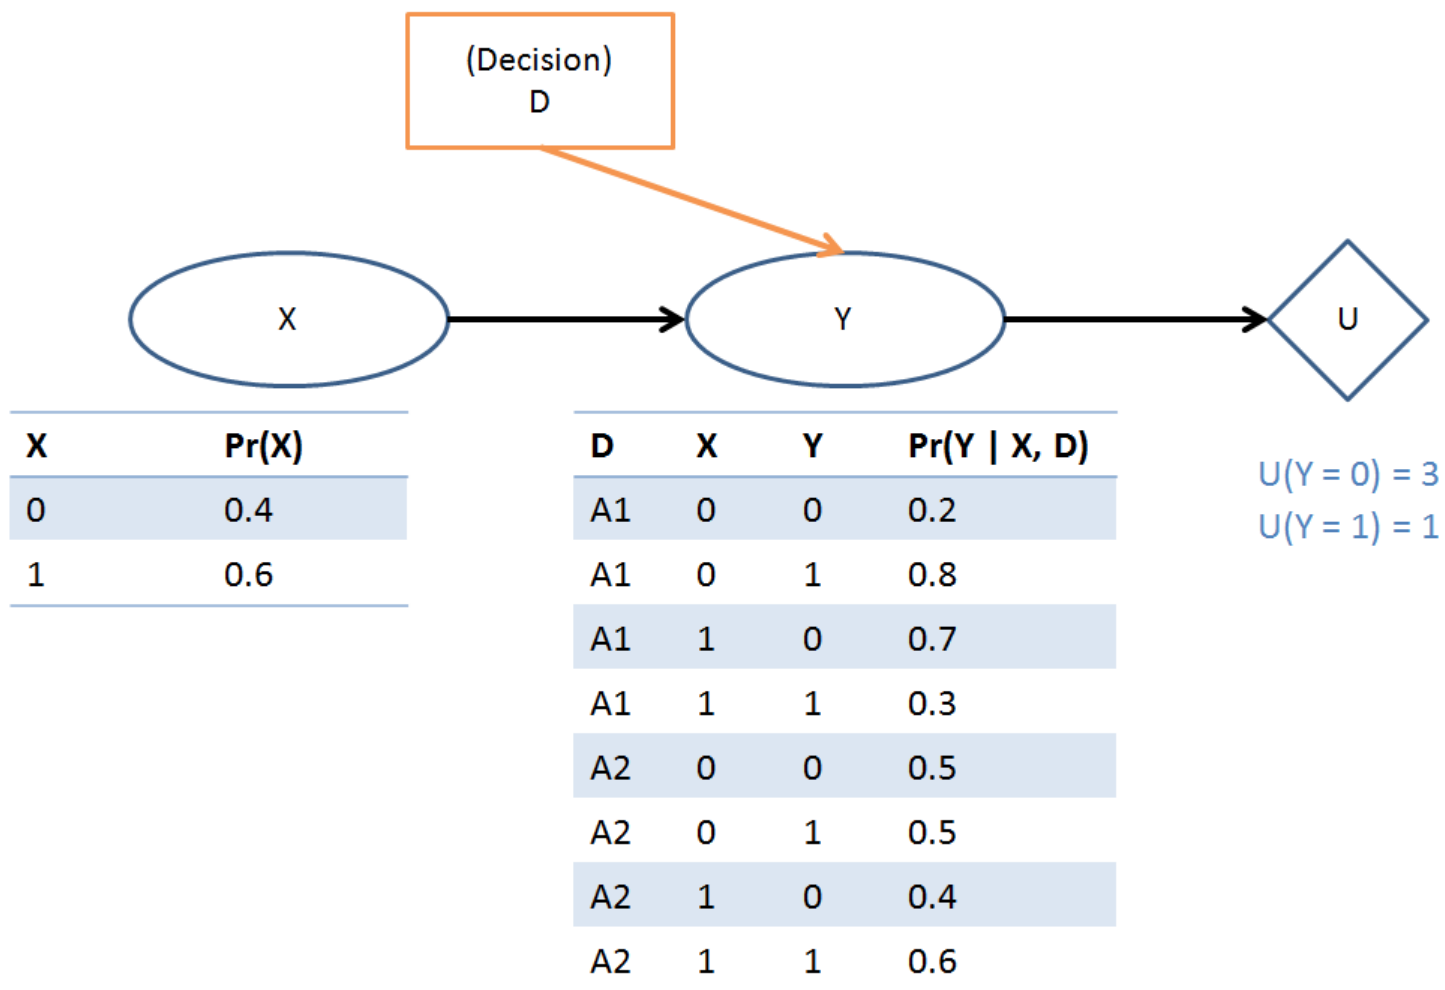 (Decision)
D
X
Y
U
X Pr(X)
0 0.4
1 0.6
D X Y Pr(Y | X, D)
A1 0 0 0.2
A1 0 1 0.8
A1 1 0 0.7
A1 1 1 0.3
A2 0 0 0.5
A2 0 1 0.5
A2 1 0 0.4
A2 1 1 0.6
U(Y = 0) = 3
U(Y = 1) = 1